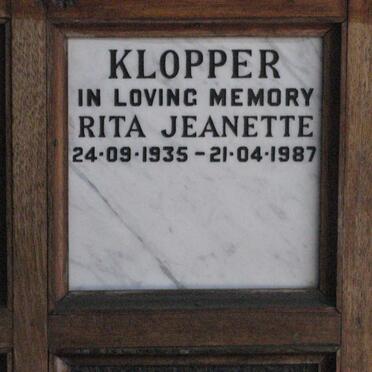 KLOPPER
IN LOVING MEMORY
RITA JEANETTE
24·09·1935 – 21·04·1987